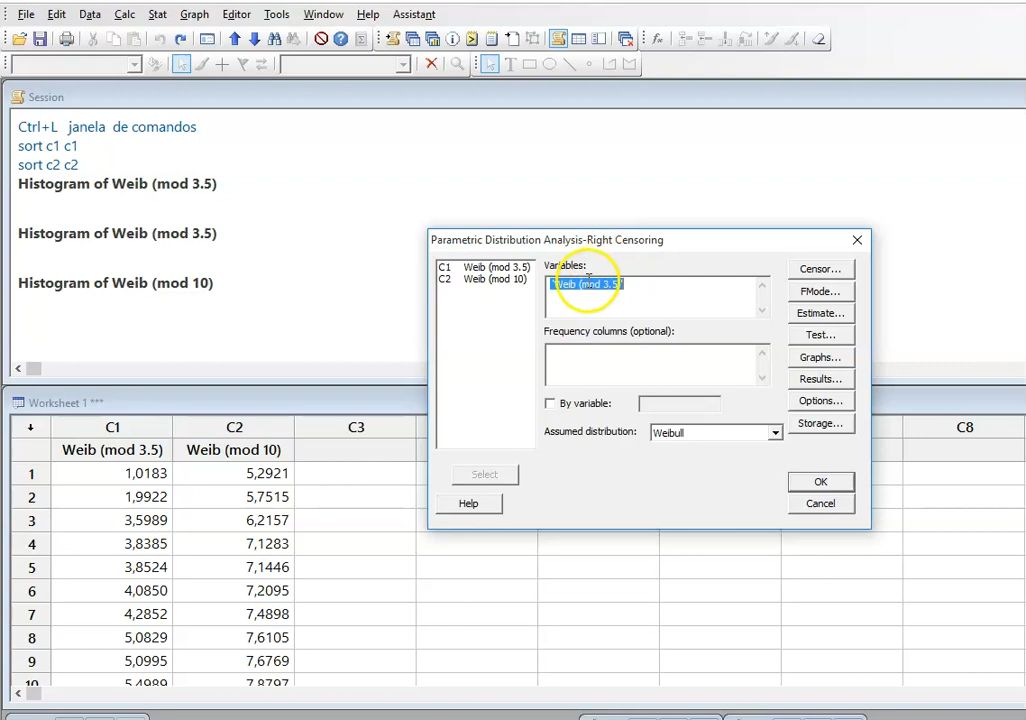 File Edit Data Calc Stat Graph Editor Tools Window Help Assistant
Session
Ctrl+L janela de comandos
sort c1 c1
sort c2 c2
Histogram of Weib (mod 3.5)
Histogram of Weib (mod 3.5)
Histogram of Weib (mod 10)
Parametric Distribution Analysis-Right Censoring
C1 Weib (mod 3.5)
C2 Weib (mod 10)
Variables:
'Weib (mod 3.5)'
Frequency columns (optional):
By variable:
Assumed distribution: Weibull
Censor...
FMode...
Estimate...
Test...
Graphs...
Results...
Options...
Storage...
Select
Help
OK
Cancel
Worksheet 1 ***
C1 C2 C3 C8
Weib (mod 3.5) Weib (mod 10)
1 1,0183 5,2921
2 1,9922 5,7515
3 3,5989 6,2157
4 3,8385 7,1283
5 3,8524 7,1446
6 4,0850 7,2095
7 4,2852 7,4898
8 5,0829 7,6105
9 5,0995 7,6769
10 5,4989 7,8797